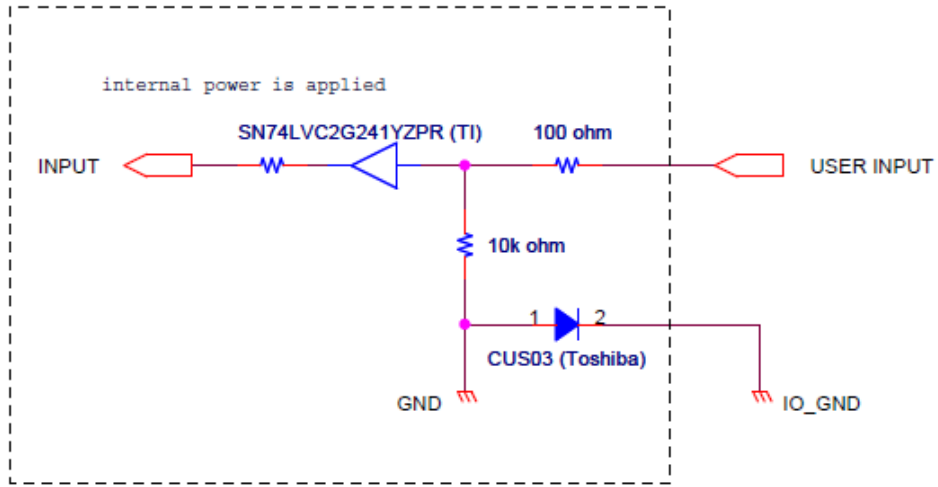 internal power is applied
SN74LVC2G241YZPR (TI)
100 ohm
INPUT
USER INPUT
10k ohm
1
2
CUS03 (Toshiba)
GND
IO_GND